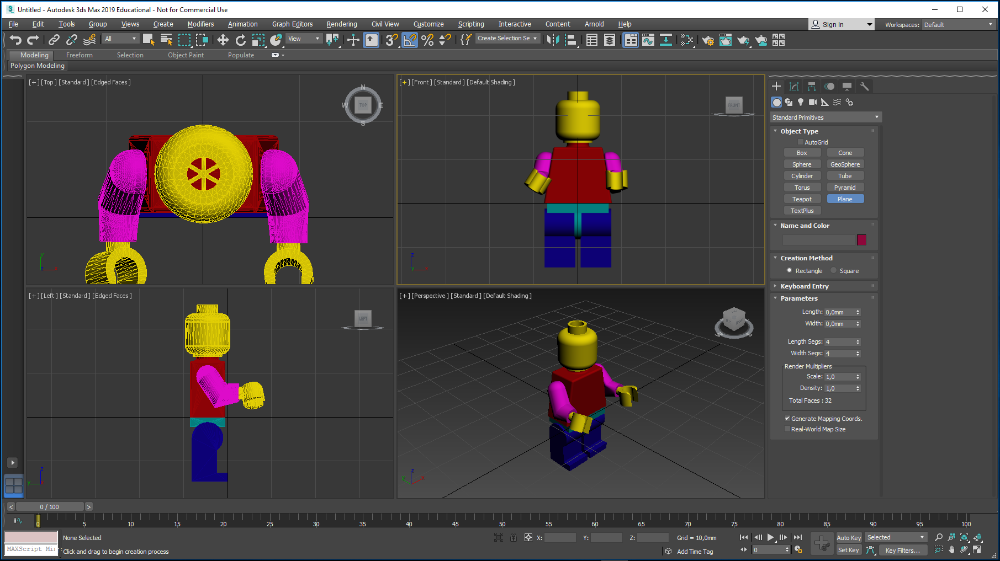 Untitled - Autodesk 3ds Max 2019 Educational - Not for Commercial Use
File Edit Tools Group Views Create Modifiers Animation Graph Editors Rendering Civil View Customize Scripting Interactive Content Arnold Help
Sign In Workspaces: Default
All View Create Selection Se
Modeling Freeform Selection Object Paint Populate
Polygon Modeling
[+] [Top] [Standard] [Edged Faces]
N
W TOP E
S
y
z x
[+] [Front] [Standard] [Default Shading]
FRONT
z
y x
[+] [Left] [Standard] [Edged Faces]
LEFT
z
y x
[+] [Perspective] [Standard] [Default Shading]
W S
z
y x
Standard Primitives
Object Type
AutoGrid
Box Cone
Sphere GeoSphere
Cylinder Tube
Torus Pyramid
Teapot Plane
TextPlus
Name and Color
Creation Method
Rectangle Square
Keyboard Entry
Parameters
Length: 0,0mm
Width: 0,0mm
Length Segs: 4
Width Segs: 4
Render Multipliers
Scale: 1,0
Density: 1,0
Total Faces : 32
Generate Mapping Coords.
Real-World Map Size
< 0 / 100 >
0 5 10 15 20 25 30 35 40 45 50 55 60 65 70 75 80 85 90 95 100
None Selected X: Y: Z: Grid = 10,0mm Auto Key Selected
MAXScript Min Click and drag to begin creation process Add Time Tag 0 Set Key Key Filters...